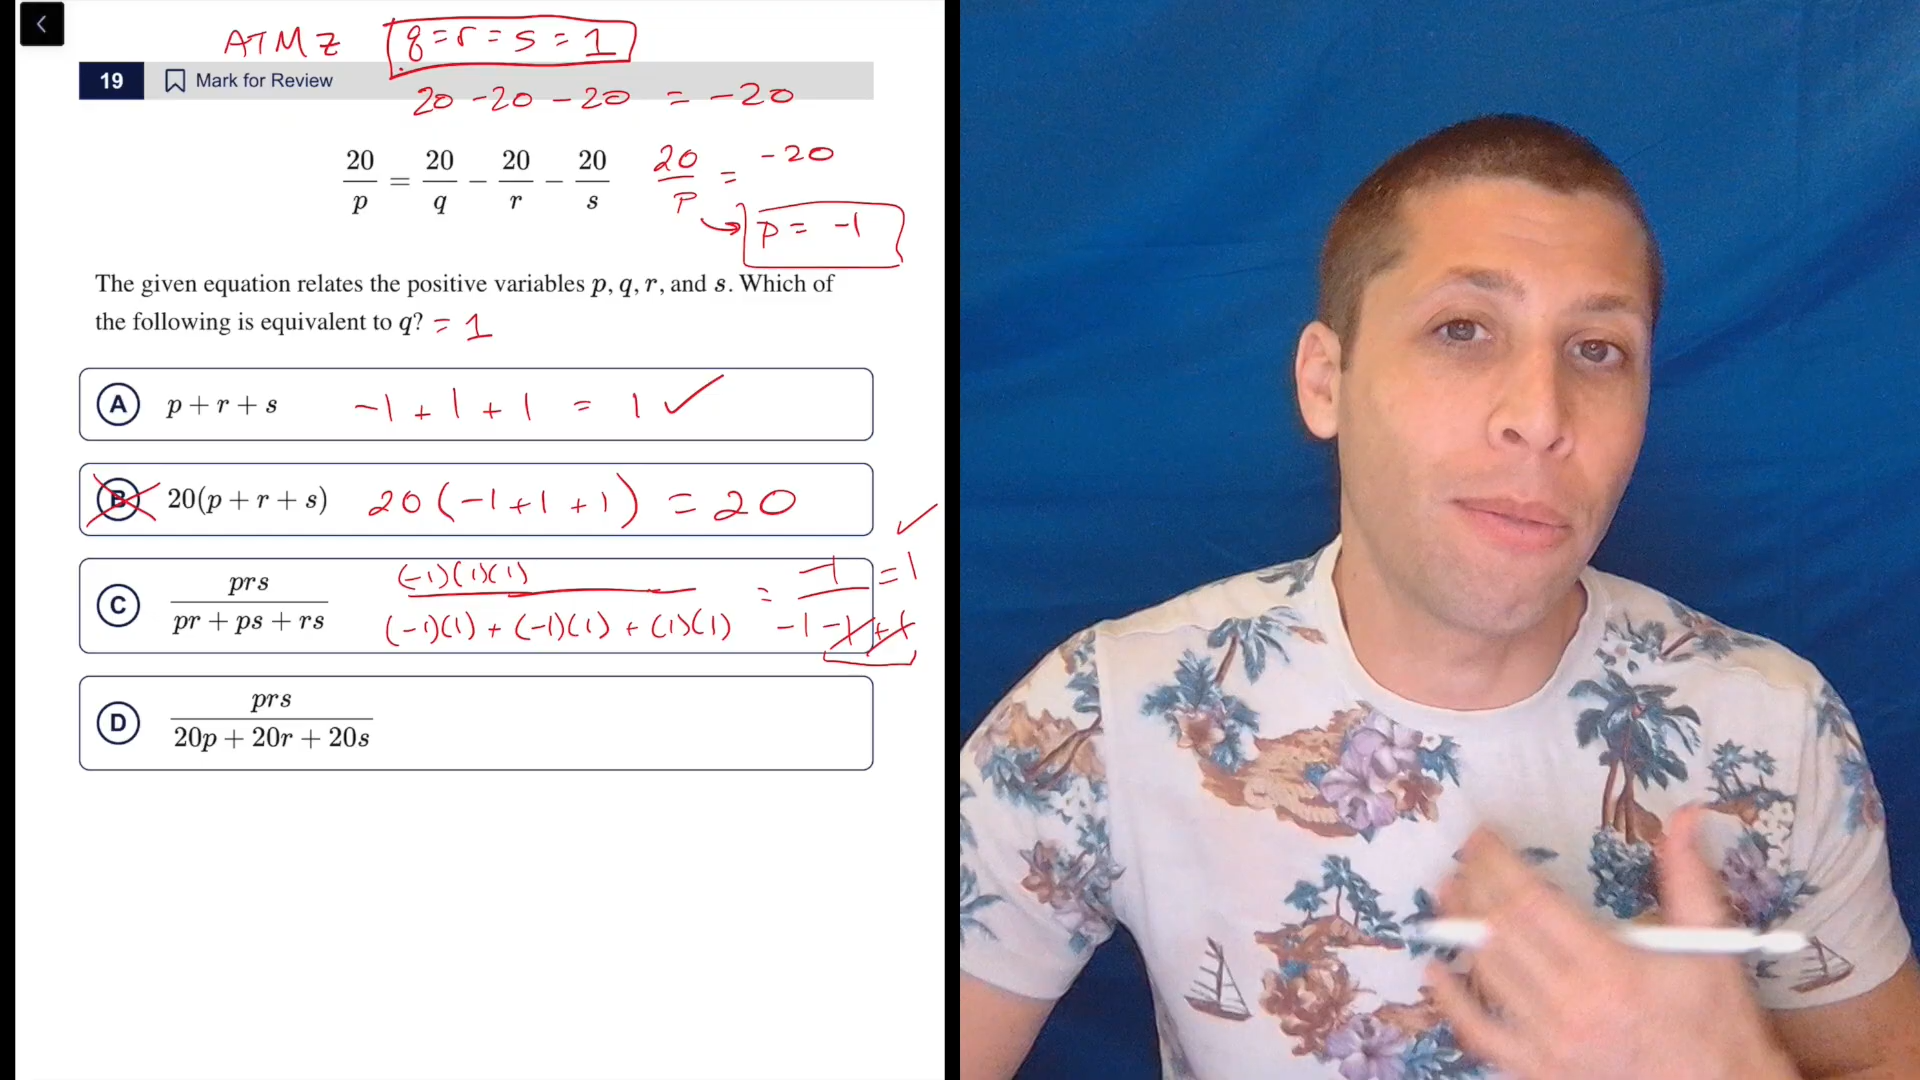 ATMZ q = r = s = 1
19 Mark for Review
20 - 20 - 20 = -20
20/p = 20/q − 20/r − 20/s 20/P = -20
p = -1
The given equation relates the positive variables p, q, r, and s. Which of
the following is equivalent to q? = 1
A p + r + s -1 + 1 + 1 = 1 ✓
B 20(p + r + s) 20(-1+1+1) = 20
C prs/(pr + ps + rs) (-1)(1)(1)/((-1)(1) + (-1)(1) + (1)(1)) = -1/(-1 -1 +1) = 1 ✓
D prs/(20p + 20r + 20s)